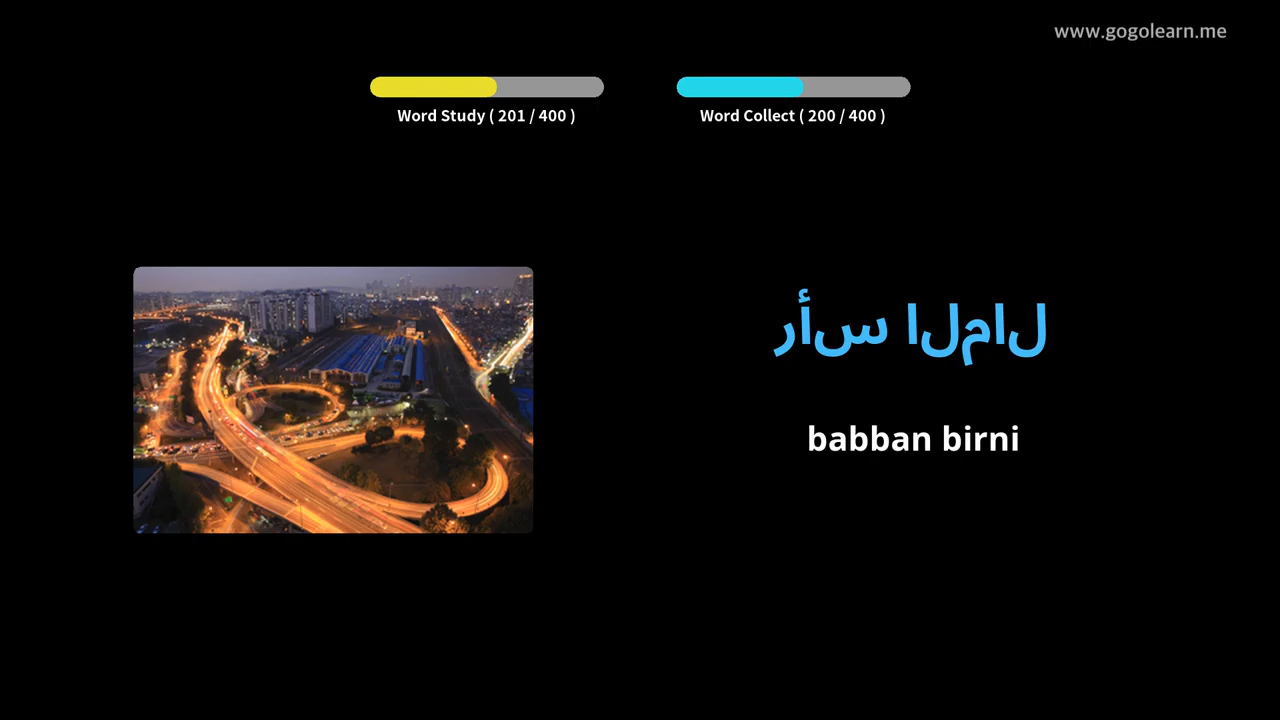 www.gogolearn.me
Word Study ( 201 / 400 )
Word Collect ( 200 / 400 )
رأس المال
babban birni